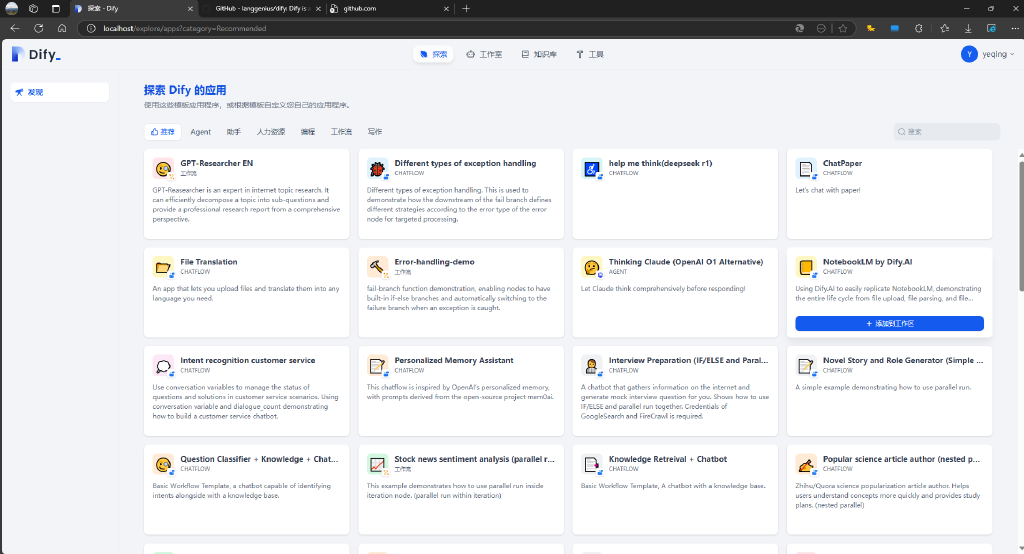 探索 - Dify
GitHub - langgenius/dify: Dify is a
github.com
localhost/explore/apps?category=Recommended
Dify_
探索
工作室
知识库
工具
Y
yeqing
发现
探索 Dify 的应用
使用这些模板应用程序，或根据模板自定义您自己的应用程序。
推荐
Agent
助手
人力资源
编程
工作流
写作
搜索
GPT-Researcher EN
工作流
GPT-Reasearcher is an expert in internet topic research. It
can efficiently decompose a topic into sub-questions and
provide a professional research report from a comprehensive
perspective.
Different types of exception handling
CHATFLOW
Different types of exception handling. This is used to
demonstrate how the downstream of the fail branch defines
different strategies according to the error type of the error
node for targeted processing.
help me think(deepseek r1)
CHATFLOW
ChatPaper
CHATFLOW
Let's chat with paper!
File Translation
CHATFLOW
An app that lets you upload files and translate them into any
language you need.
Error-handling-demo
工作流
fail-branch function demonstration, enabling nodes to have
built-in if-else branches and automatically switching to the
failure branch when an exception is caught.
Thinking Claude (OpenAI O1 Alternative)
AGENT
Let Claude think comprehensively before responding!
NotebookLM by Dify.AI
CHATFLOW
Using Dify.AI to easily replicate NotebookLM, demonstrating
the entire life cycle from file upload, file parsing, and file...
+ 添加到工作区
Intent recognition customer service
CHATFLOW
Use conversation variables to manage the status of
questions and solutions in customer service scenarios. Using
conversation variable and dialogue_count demonstrating
how to build a customer service chatbot.
Personalized Memory Assistant
CHATFLOW
This chatflow is inspired by OpenAI's personalized memory,
with prompts derived from the open-source project mem0ai.
Interview Preparation (IF/ELSE and Paral...
CHATFLOW
A chatbot that gathers information on the internet and
generate mock interview question for you. Shows how to use
IF/ELSE and parallel run together. Credentials of
GoogleSearch and FireCrawl is required.
Novel Story and Role Generator (Simple ...
CHATFLOW
A simple example demonstrating how to use parallel run.
Question Classifier + Knowledge + Chat...
CHATFLOW
Basic Workflow Template, a chatbot capable of identifying
intents alongside with a knowledge base.
Stock news sentiment analysis (parallel r...
工作流
This example demonstrates how to use parallel run inside
iteration node. (parallel run within iteration)
Knowledge Retreival + Chatbot
CHATFLOW
Basic Workflow Template, A chatbot with a knowledge base.
Popular science article author (nested p...
CHATFLOW
Zhihu/Quora science popularization article author. Helps
users understand concepts more quickly and provides study
plans. (nested parallel)